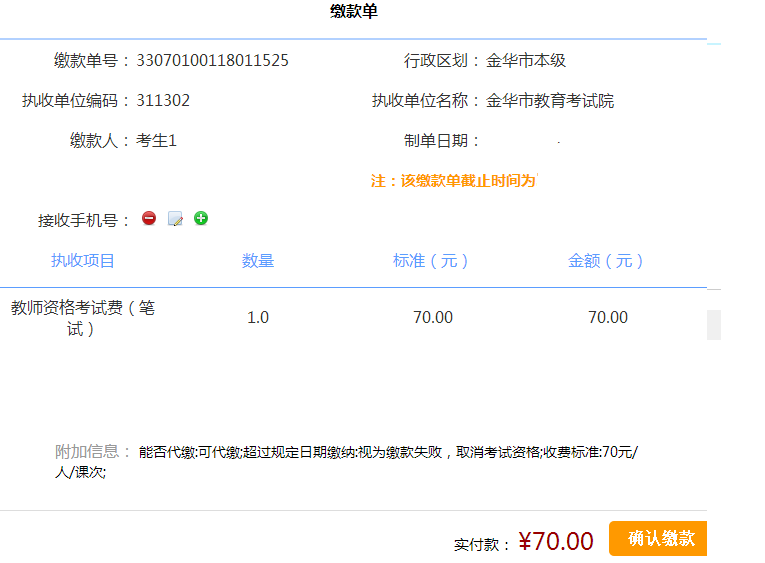 缴款单
缴款单号： 33070100118011525 行政区划： 金华市本级
执收单位编码： 311302 执收单位名称： 金华市教育考试院
缴款人： 考生1 制单日期：
注：该缴款单截止时间为
接收手机号：
执收项目 数量 标准（元） 金额（元）
教师资格考试费（笔
试） 1.0 70.00 70.00
附加信息： 能否代缴:可代缴;超过规定日期缴纳:视为缴款失败，取消考试资格;收费标准:70元/
人/课次;
实付款： ¥70.00 确认缴款